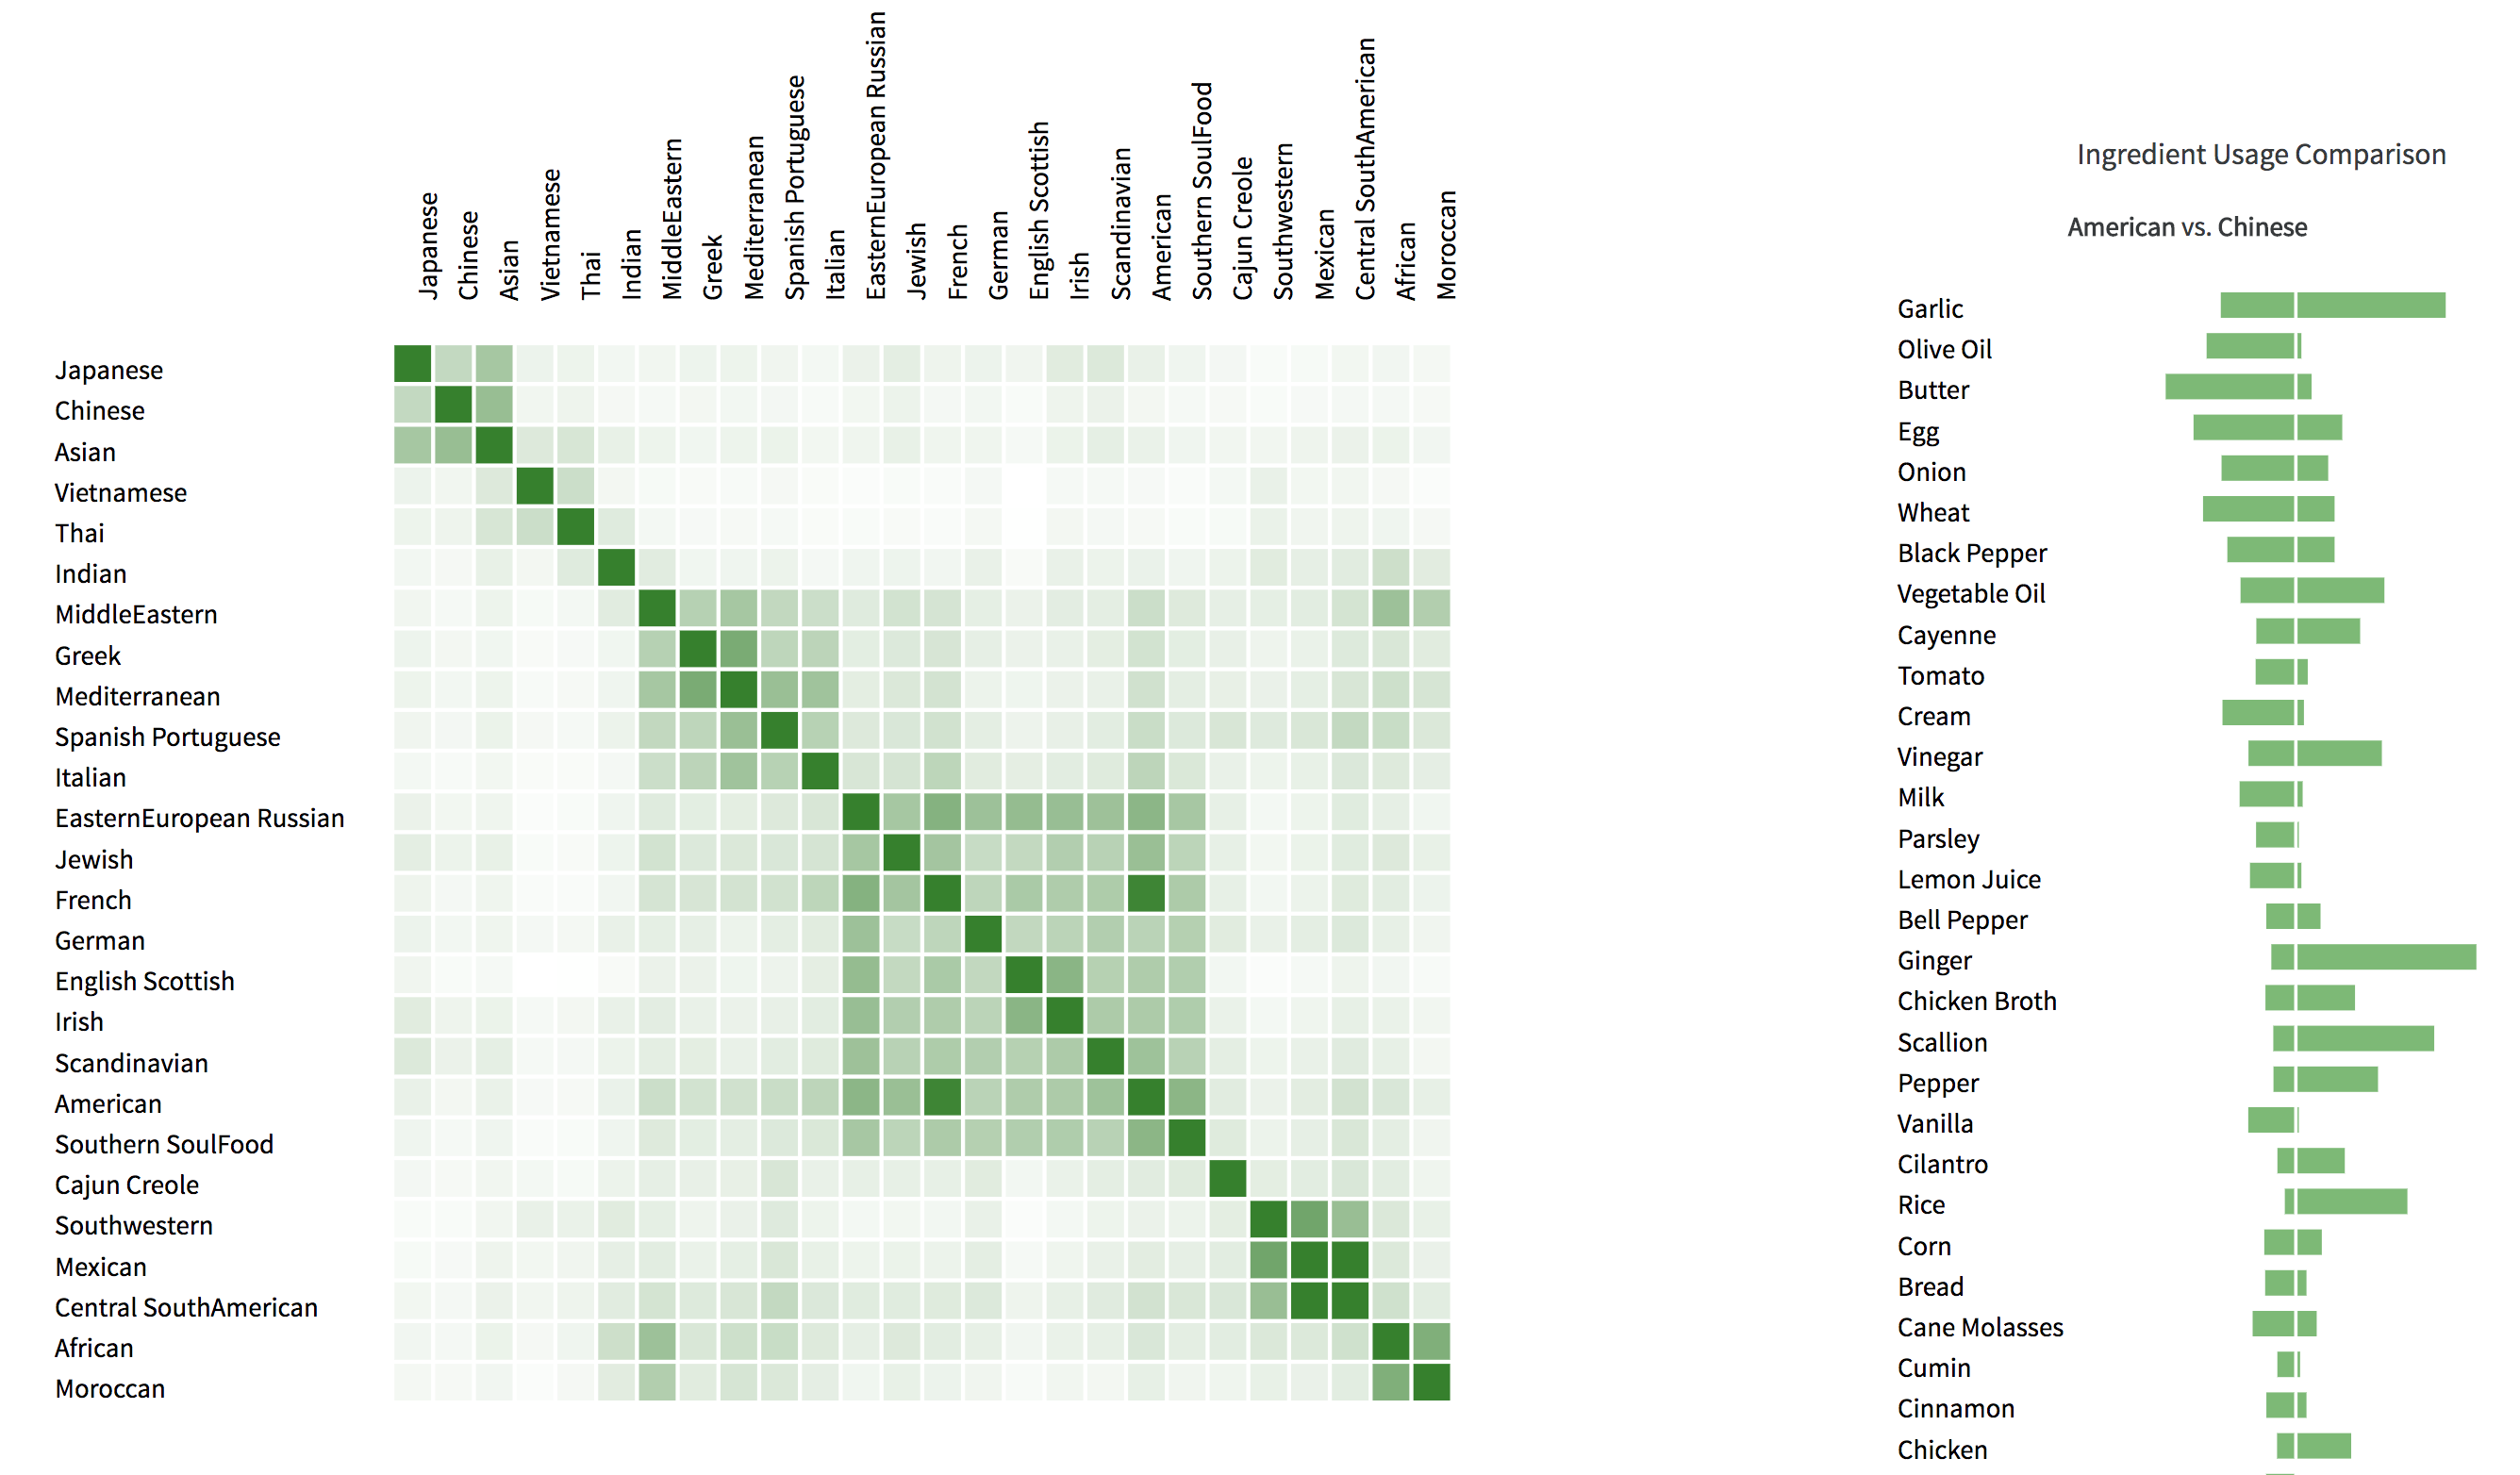 Japanese
Chinese
Asian
Vietnamese
Thai
Indian
MiddleEastern
Greek
Mediterranean
Spanish Portuguese
Italian
EasternEuropean Russian
Jewish
French
German
English Scottish
Irish
Scandinavian
American
Southern SoulFood
Cajun Creole
Southwestern
Mexican
Central SouthAmerican
African
Moroccan
Japanese
Chinese
Asian
Vietnamese
Thai
Indian
MiddleEastern
Greek
Mediterranean
Spanish Portuguese
Italian
EasternEuropean Russian
Jewish
French
German
English Scottish
Irish
Scandinavian
American
Southern SoulFood
Cajun Creole
Southwestern
Mexican
Central SouthAmerican
African
Moroccan
Ingredient Usage Comparison
American vs. Chinese
Garlic
Olive Oil
Butter
Egg
Onion
Wheat
Black Pepper
Vegetable Oil
Cayenne
Tomato
Cream
Vinegar
Milk
Parsley
Lemon Juice
Bell Pepper
Ginger
Chicken Broth
Scallion
Pepper
Vanilla
Cilantro
Rice
Corn
Bread
Cane Molasses
Cumin
Cinnamon
Chicken